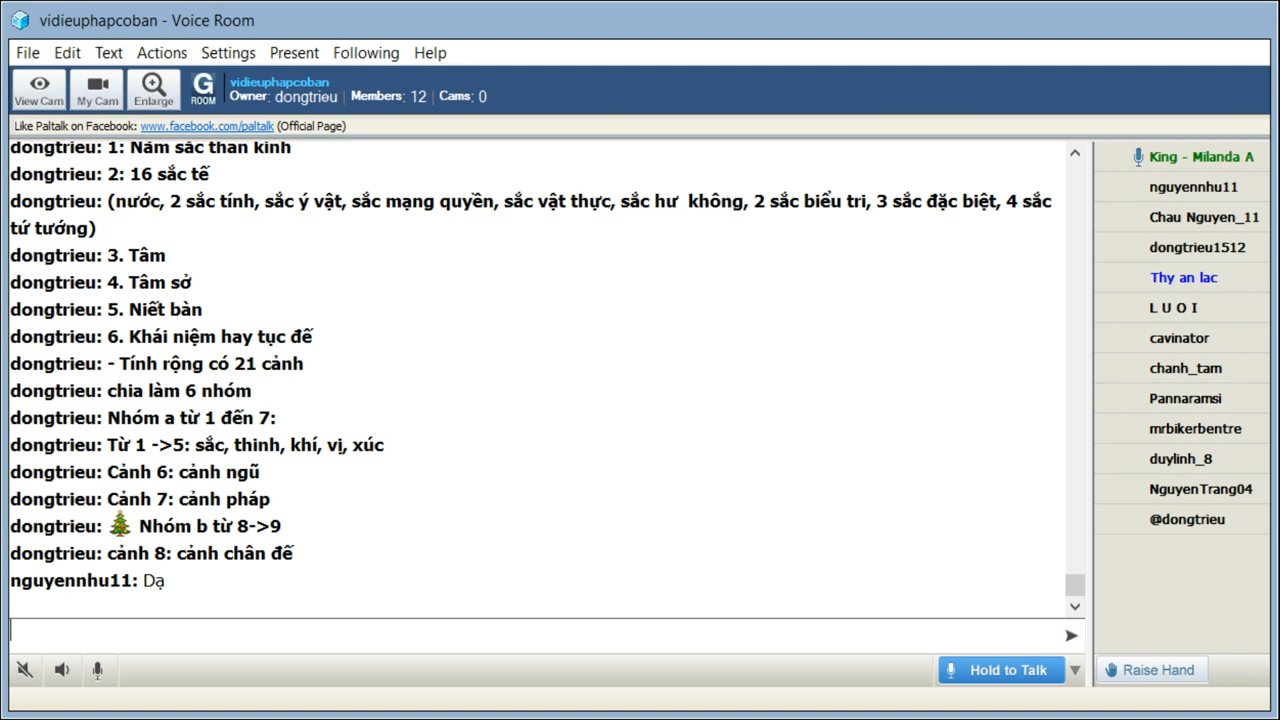 vidieuphapcoban - Voice Room
File Edit Text Actions Settings Present Following Help
View Cam
My Cam
Enlarge
G ROOM
vidieuphapcoban
Owner: dongtrieu | Members: 12 | Cams: 0
Like Paltalk on Facebook: www.facebook.com/paltalk (Official Page)
dongtrieu: 1: Năm sắc thần kinh
dongtrieu: 2: 16 sắc tế
dongtrieu: (nước, 2 sắc tính, sắc ý vật, sắc mạng quyền, sắc vật thực, sắc hư không, 2 sắc biểu tri, 3 sắc đặc biệt, 4 sắc
tứ tướng)
dongtrieu: 3. Tâm
dongtrieu: 4. Tâm sở
dongtrieu: 5. Niết bàn
dongtrieu: 6. Khái niệm hay tục đế
dongtrieu: - Tính rộng có 21 cảnh
dongtrieu: chia làm 6 nhóm
dongtrieu: Nhóm a từ 1 đến 7:
dongtrieu: Từ 1 ->5: sắc, thinh, khí, vị, xúc
dongtrieu: Cảnh 6: cảnh ngũ
dongtrieu: Cảnh 7: cảnh pháp
dongtrieu: 🎄 Nhóm b từ 8->9
dongtrieu: cảnh 8: cảnh chân đế
nguyennhu11: Dạ
King - Milanda A
nguyennhu11
Chau Nguyen_11
dongtrieu1512
Thy an lac
L U O I
cavinator
chanh_tam
Pannaramsi
mrbikerbentre
duylinh_8
NguyenTrang04
@dongtrieu
Hold to Talk
Raise Hand